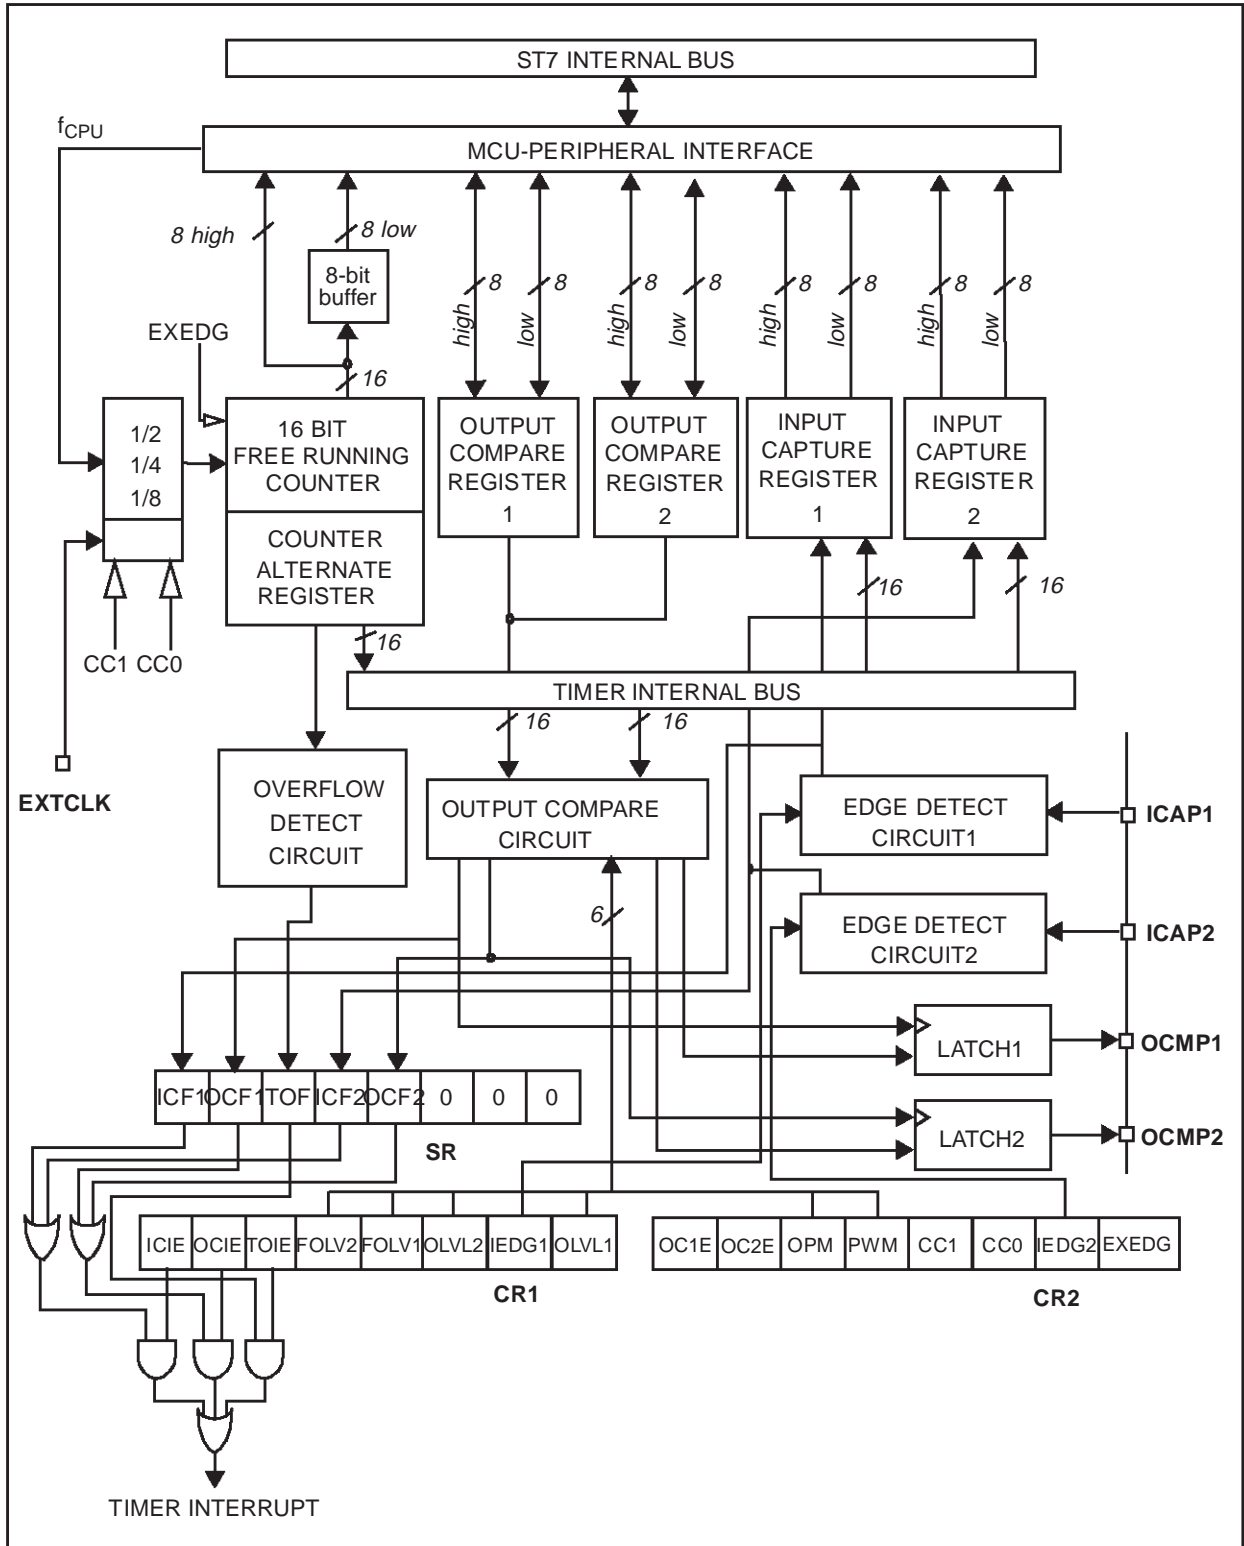 ST7 INTERNAL BUS
fCPU
MCU-PERIPHERAL INTERFACE
8 high
8 low
8-bit
buffer
8
8
8
8
8
8
8
8
high
low
high
low
high
low
high
low
EXEDG
16
1/2
1/4
1/8
16 BIT
FREE RUNNING
COUNTER
OUTPUT
COMPARE
REGISTER
1
OUTPUT
COMPARE
REGISTER
2
INPUT
CAPTURE
REGISTER
1
INPUT
CAPTURE
REGISTER
2
COUNTER
ALTERNATE
REGISTER
16
16
16
CC1 CC0
TIMER INTERNAL BUS
16
16
EXTCLK
OVERFLOW
DETECT
CIRCUIT
OUTPUT COMPARE
CIRCUIT
EDGE DETECT
CIRCUIT1
ICAP1
6
EDGE DETECT
CIRCUIT2
ICAP2
LATCH1
OCMP1
ICF1 OCF1 TOF ICF2 OCF2 0 0 0
SR
LATCH2
OCMP2
ICIE OCIE TOIE FOLV2 FOLV1 OLVL2 IEDG1 OLVL1
CR1
OC1E OC2E OPM PWM CC1 CC0 IEDG2 EXEDG
CR2
TIMER INTERRUPT